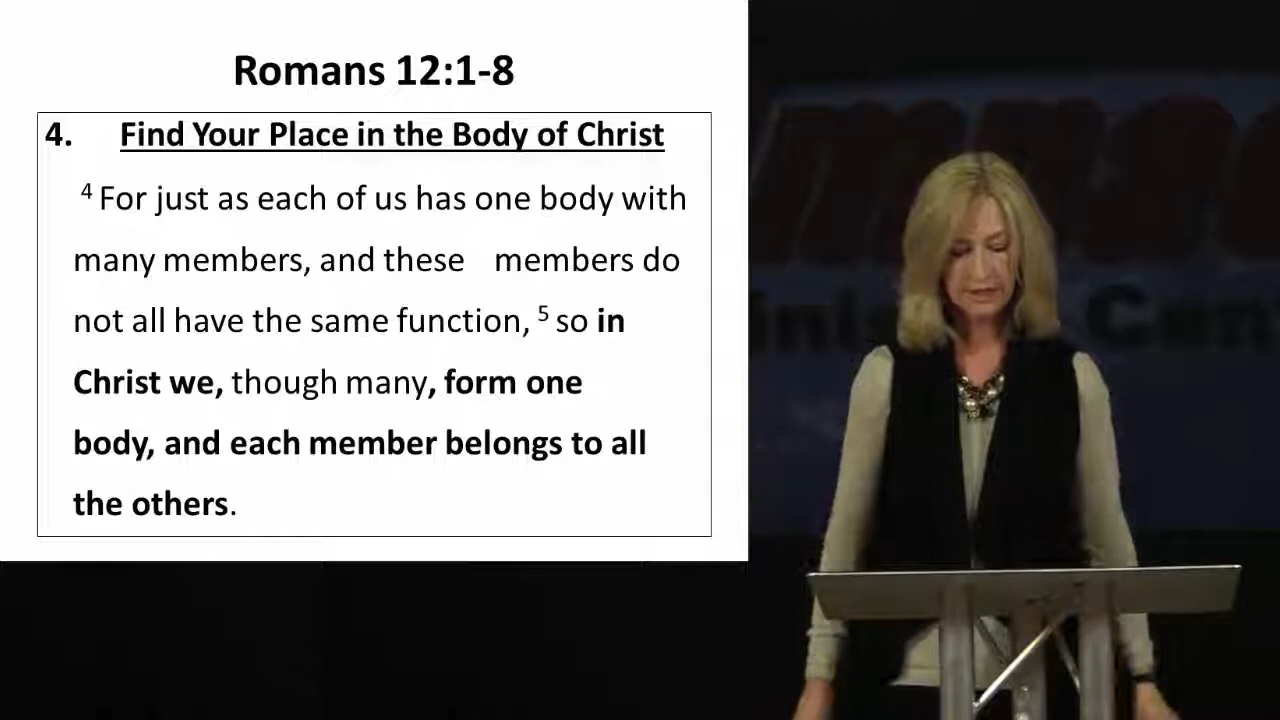 Romans 12:1-8
4. Find Your Place in the Body of Christ
4 For just as each of us has one body with
many members, and these members do
not all have the same function, 5 so in
Christ we, though many, form one
body, and each member belongs to all
the others.